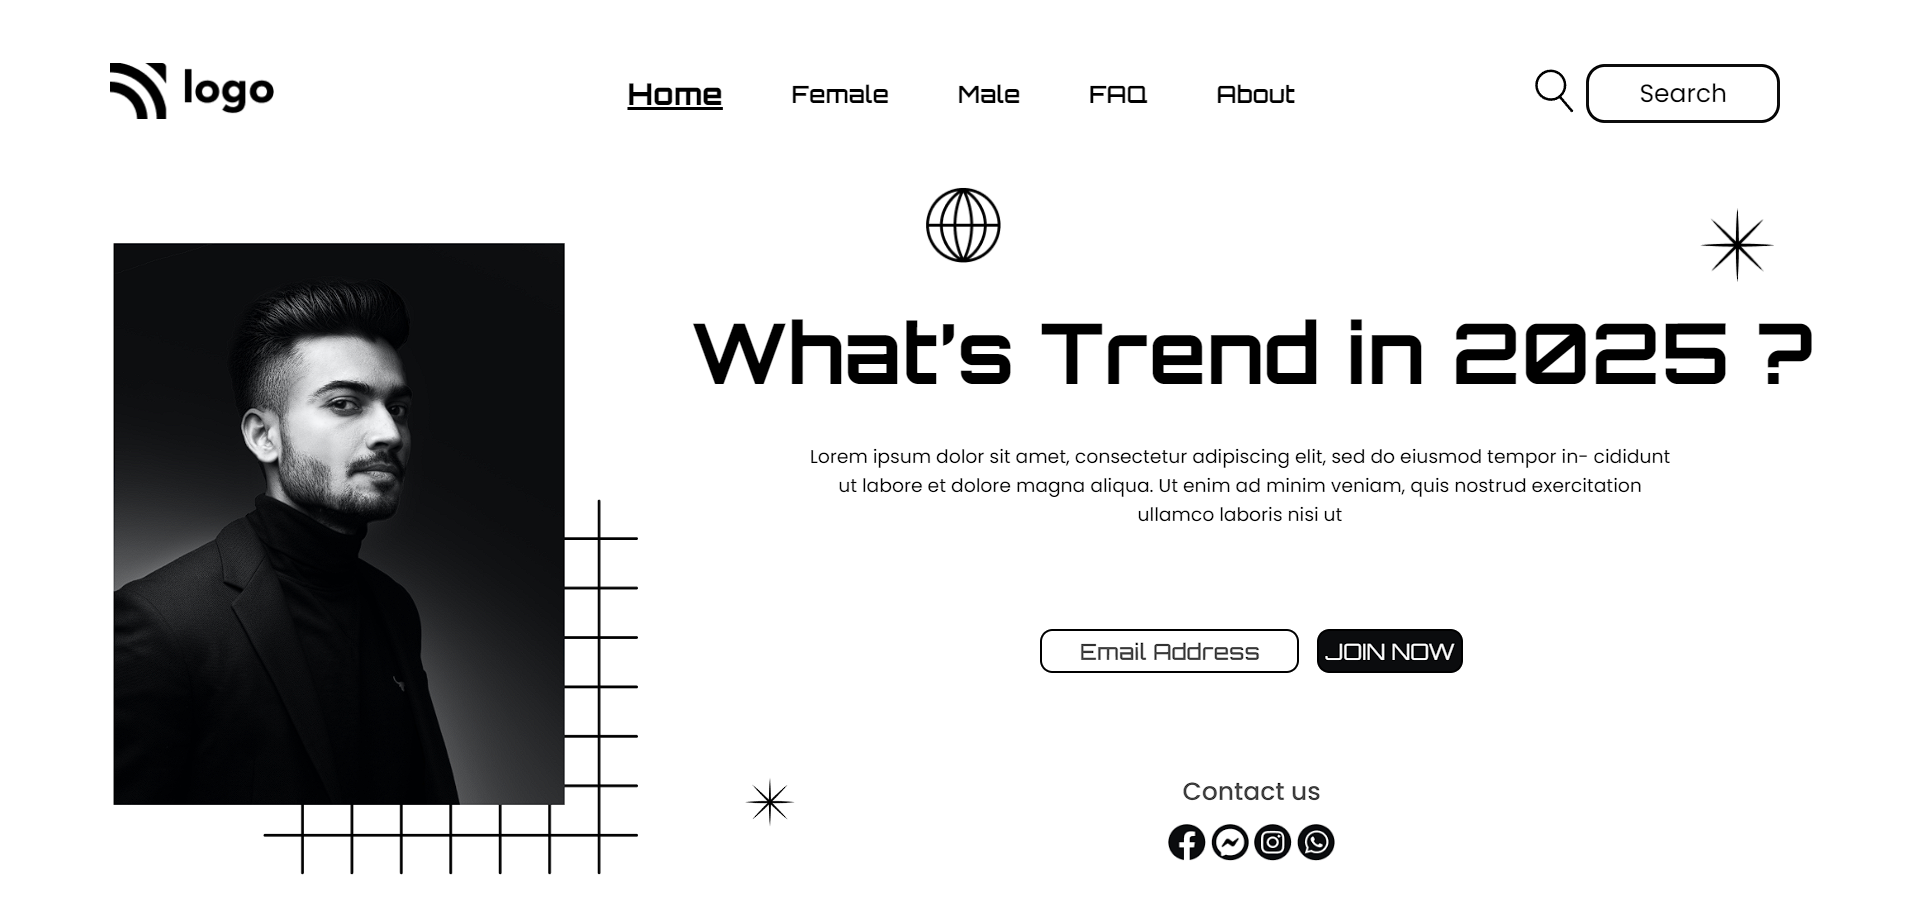 logo
Home Female Male FAQ About
Search
What's Trend in 2025 ?
Lorem ipsum dolor sit amet, consectetur adipiscing elit, sed do eiusmod tempor in- cididunt
ut labore et dolore magna aliqua. Ut enim ad minim veniam, quis nostrud exercitation
ullamco laboris nisi ut
Email Address
JOIN NOW
Contact us